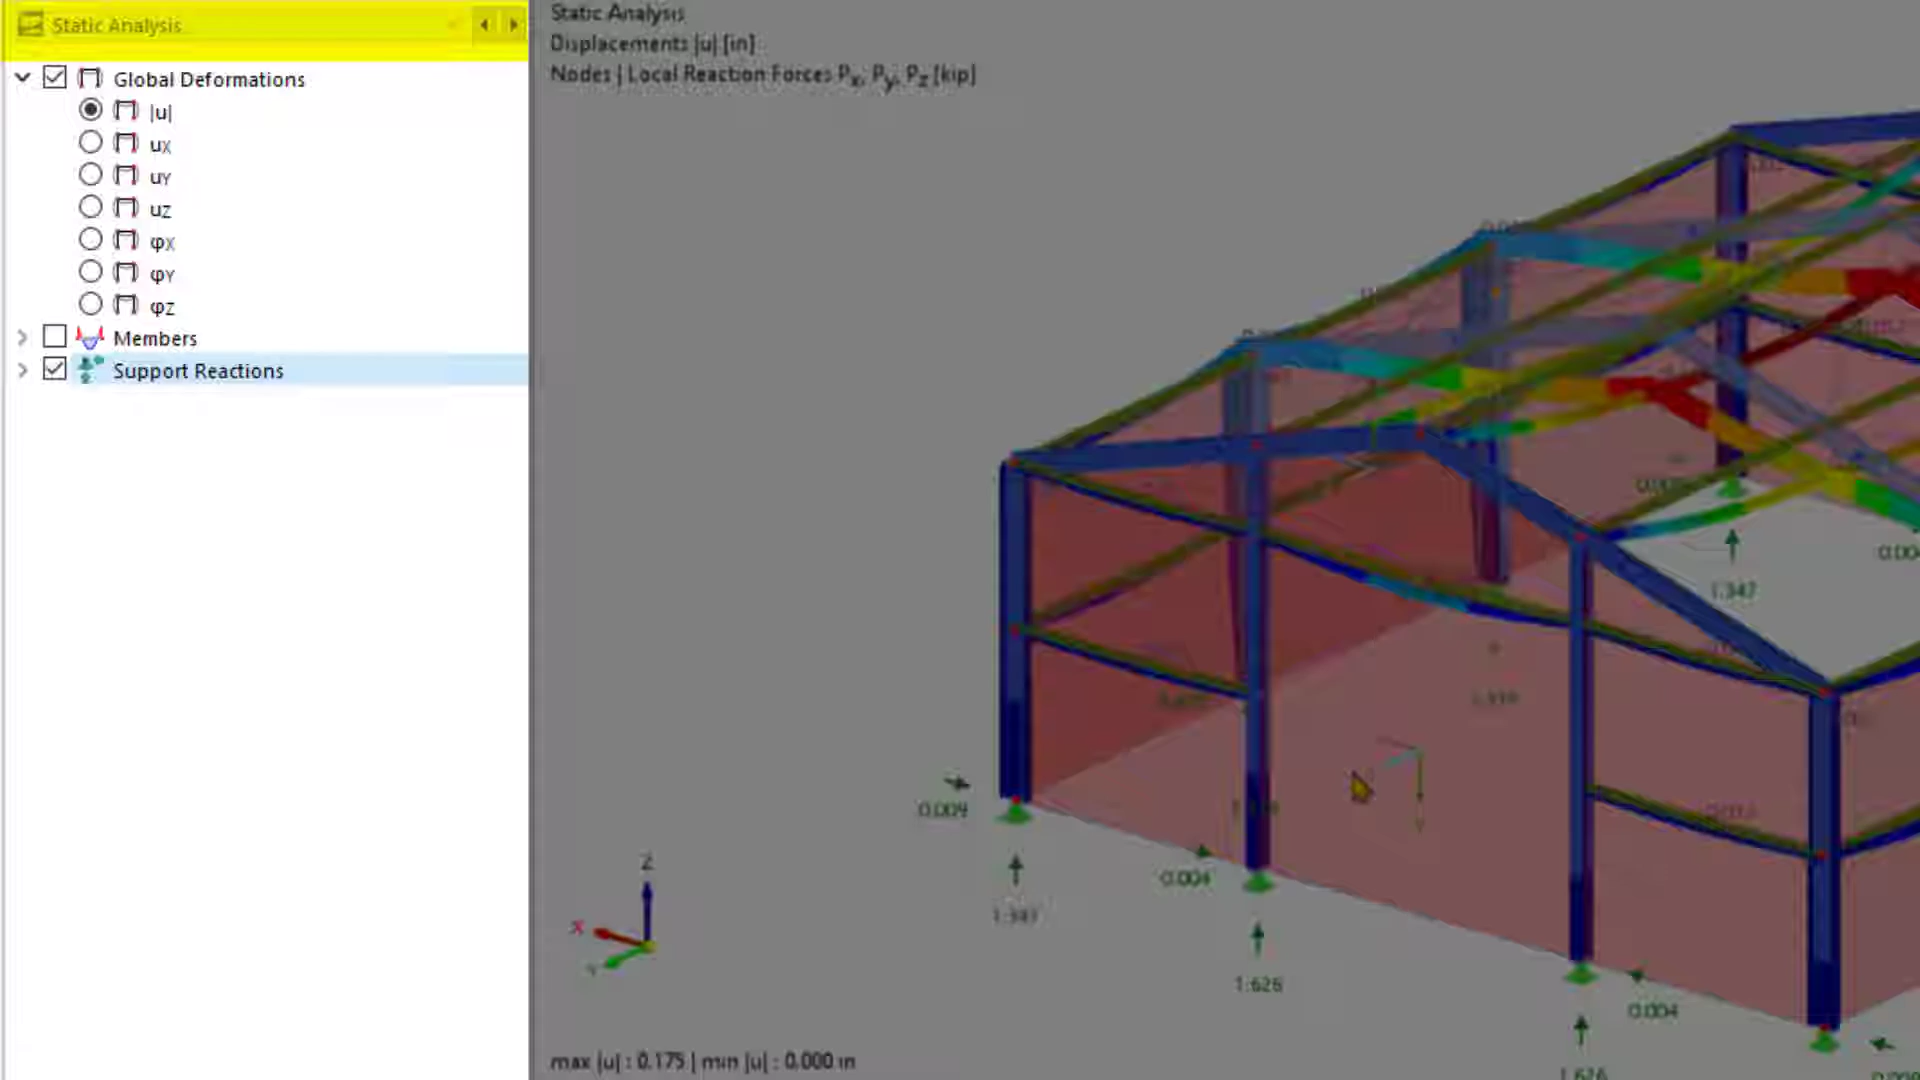 Static Analysis
Global Deformations
|u|
uX
uY
uZ
φX
φY
φZ
Members
Support Reactions
Static Analysis
Displacements |u| [in]
Nodes | Local Reaction Forces Px, Py, Pz [kip]
1.347
0.009
0.004
1.626
0.004
1.626
Z
X
Y
max |u| : 0.175 | min |u| : 0.000 in